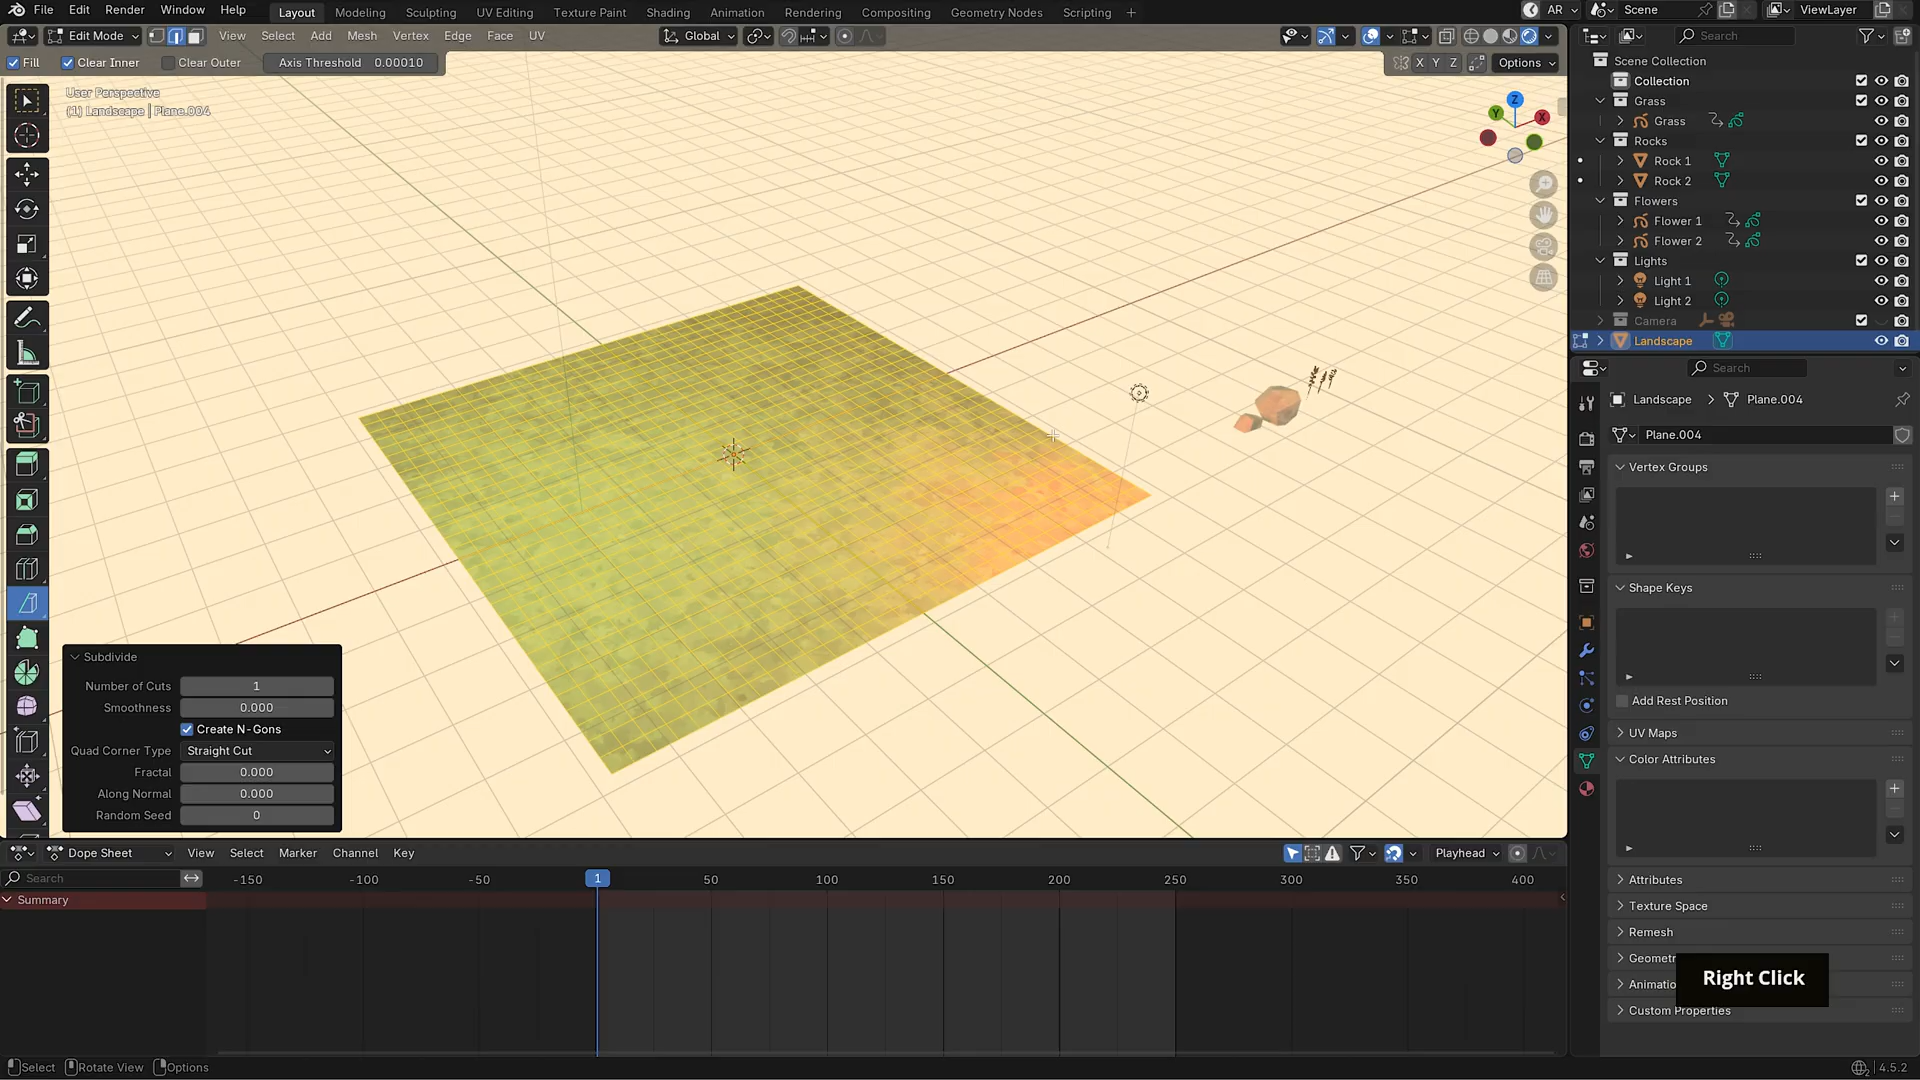 File Edit Render Window Help Layout Modeling Sculpting UV Editing Texture Paint Shading Animation Rendering Compositing Geometry Nodes Scripting AR Scene ViewLayer
Edit Mode View Select Add Mesh Vertex Edge Face UV Global Search
Fill Clear Inner Clear Outer Axis Threshold 0.00010 X Y Z Options
User Perspective
(1) Landscape | Plane.004
Z
Y
X
Scene Collection
Collection
Grass
Grass
Rocks
Rock 1
Rock 2
Flowers
Flower 1
Flower 2
Lights
Light 1
Light 2
Camera
Landscape
Search
Landscape > Plane.004
Plane.004
Vertex Groups
Shape Keys
Add Rest Position
UV Maps
Color Attributes
Attributes
Texture Space
Remesh
Geomet
Animatio
Custom Properties
Right Click
Subdivide
Number of Cuts 1
Smoothness 0.000
Create N-Gons
Quad Corner Type Straight Cut
Fractal 0.000
Along Normal 0.000
Random Seed 0
Dope Sheet View Select Marker Channel Key Playhead
Search -150 -100 -50 1 50 100 150 200 250 300 350 400
Summary
Select Rotate View Options 4.5.2